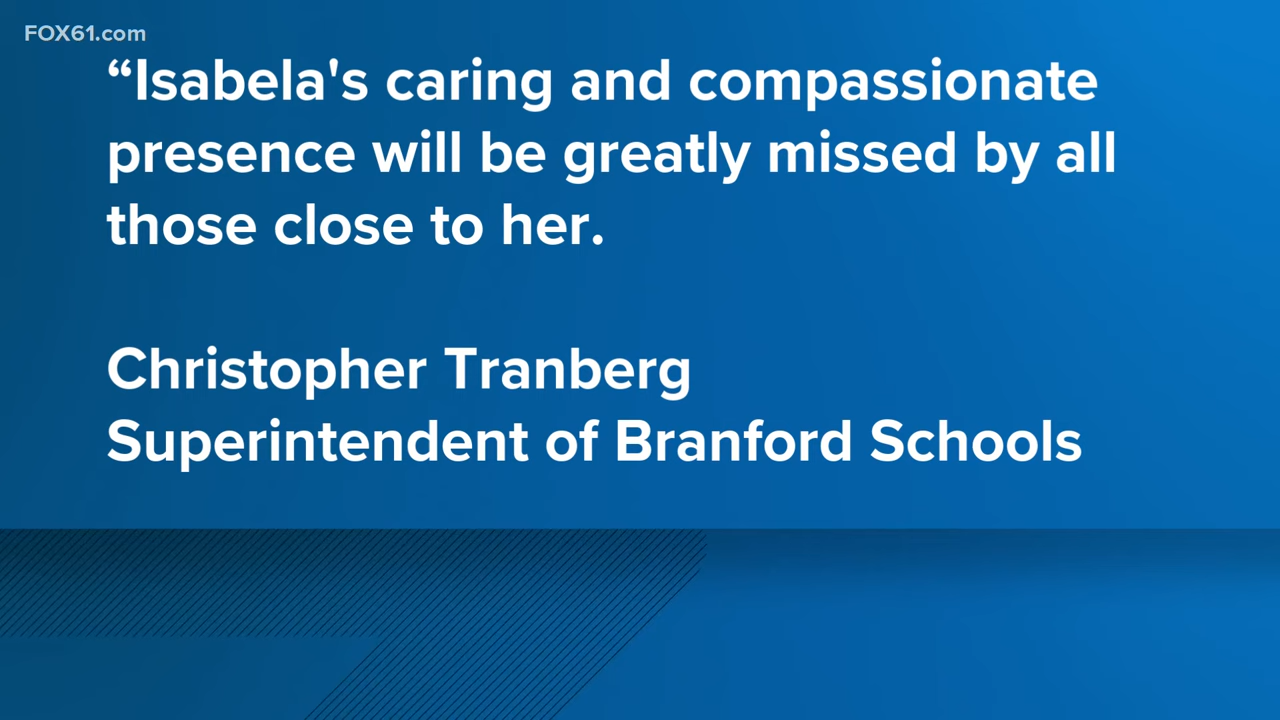 FOX61.com
“Isabela's caring and compassionate
presence will be greatly missed by all
those close to her.
Christopher Tranberg
Superintendent of Branford Schools